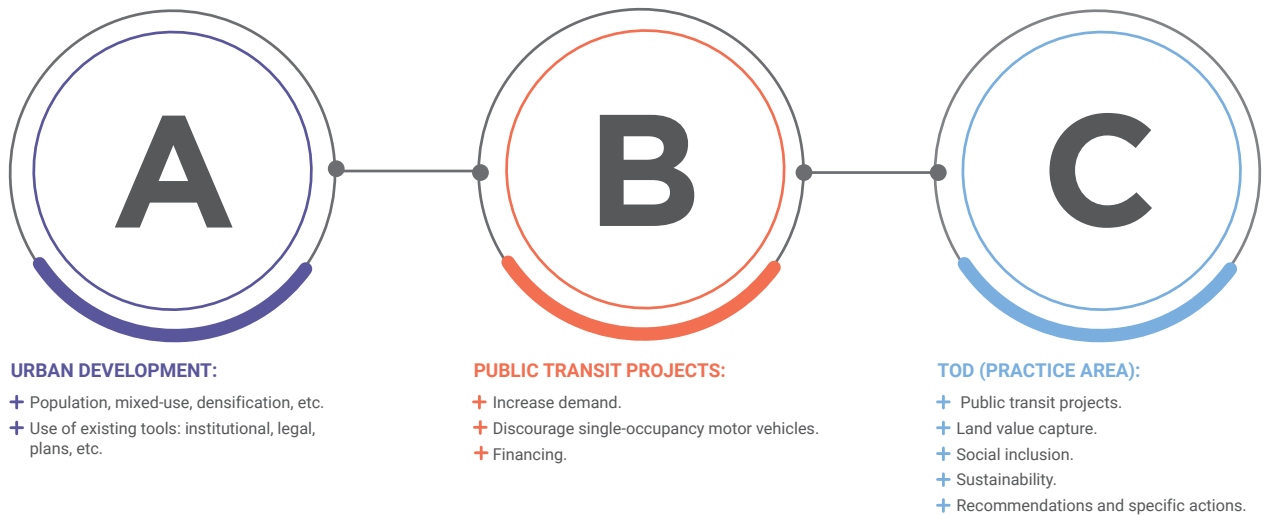 A
B
C
URBAN DEVELOPMENT:
+ Population, mixed-use, densification, etc.
+ Use of existing tools: institutional, legal,
plans, etc.
PUBLIC TRANSIT PROJECTS:
+ Increase demand.
+ Discourage single-occupancy motor vehicles.
+ Financing.
TOD (PRACTICE AREA):
+ Public transit projects.
+ Land value capture.
+ Social inclusion.
+ Sustainability.
+ Recommendations and specific actions.